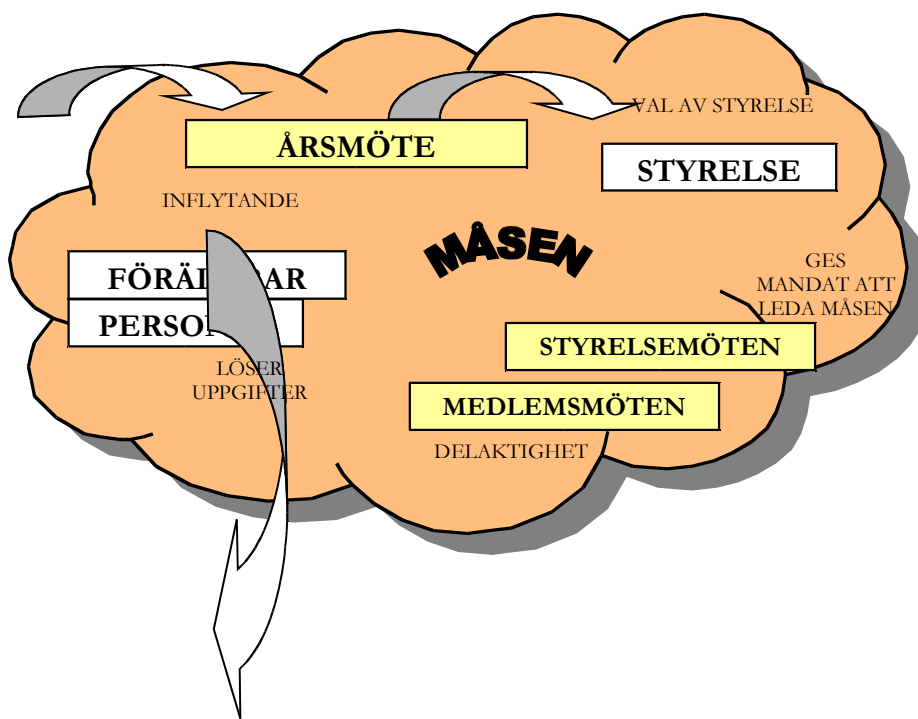 VAL AV STYRELSE
ÅRSMÖTE
STYRELSE
INFLYTANDE
MÅSEN
GES
MANDAT ATT
LEDA MÅSEN
STYRELSEMÖTEN
LÖSER
UPPGIFTER
MEDLEMSMÖTEN
DELAKTIGHET